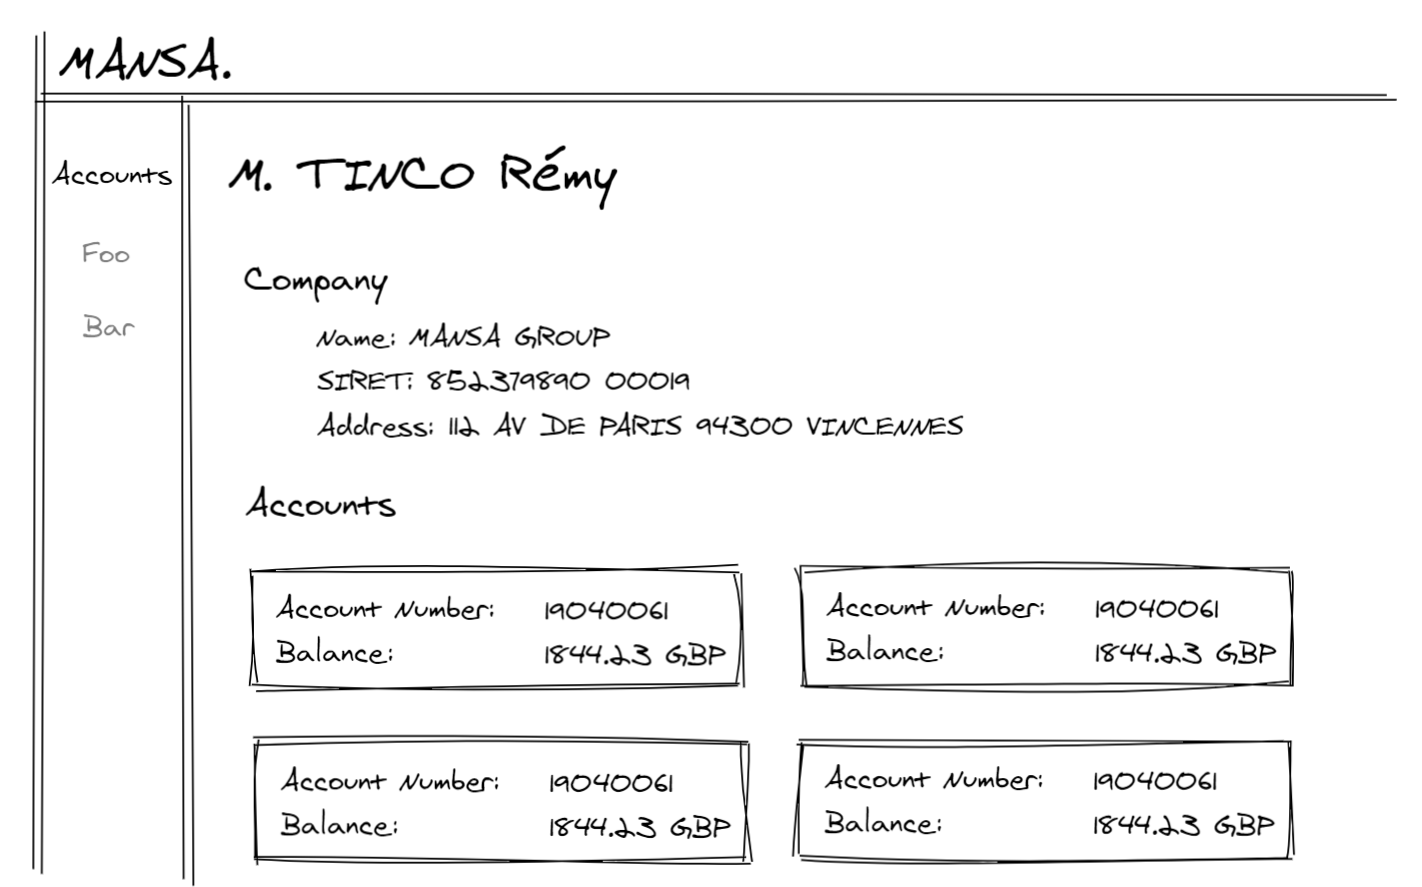 MANSA.
Accounts
Foo
Bar
M. TINCO Rémy
Company
Name: MANSA GROUP
SIRET: 852379890 00019
Address: 112 AV DE PARIS 94300 VINCENNES
Accounts
Account Number: 19040061
Balance: 1844.23 GBP
Account Number: 19040061
Balance: 1844.23 GBP
Account Number: 19040061
Balance: 1844.23 GBP
Account Number: 19040061
Balance: 1844.23 GBP